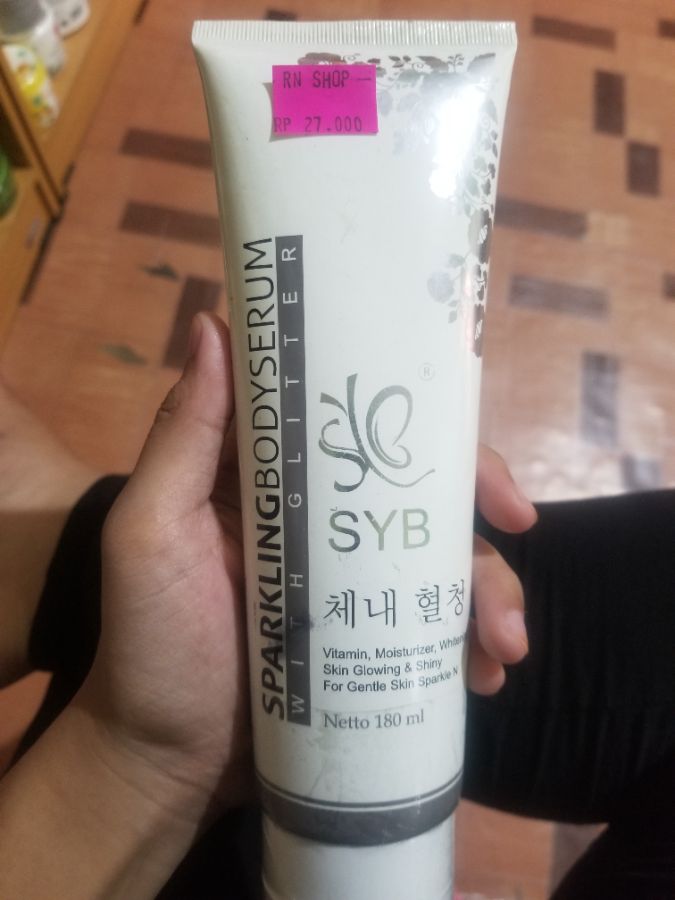 RN SHOP
RP 27.000
SPARKLINGBODYSERUM
WITH GLITTER
®
SYB
체내 혈청
Vitamin, Moisturizer,
Skin Glowing & Shiny
For Gentle Skin Sparkle
Netto 180 ml